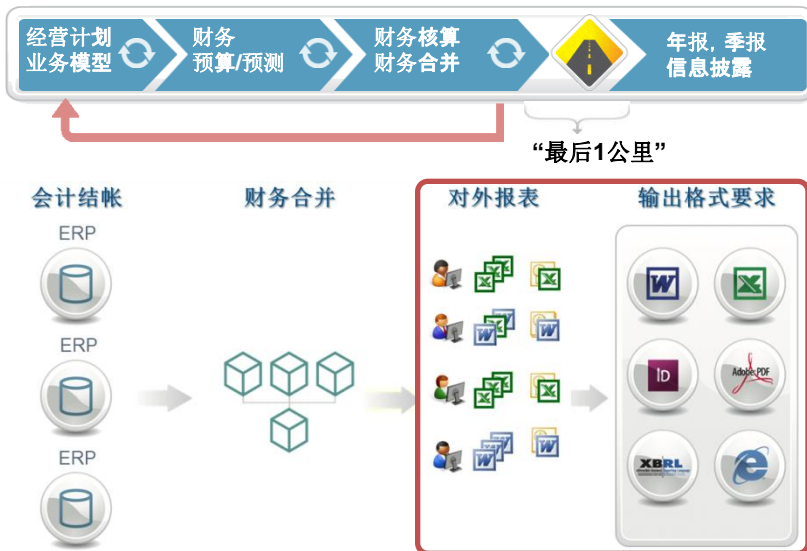 经营计划
业务模型
财务
预算/预测
财务核算
财务合并
年报, 季报
信息披露
“最后1公里”
会计结帐
财务合并
对外报表
输出格式要求
ERP
ERP
ERP
W
ID
Adobe PDF
XBRL